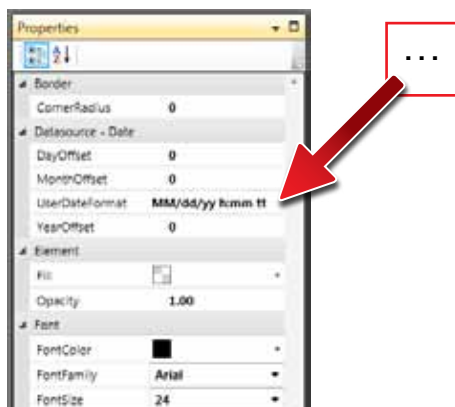 Properties
Border
CornerRadius 0
Datasource - Date
DayOffset 0
MonthOffset 0
UserDateFormat MM/dd/yy h:mm tt
YearOffset 0
Element
Fill
Opacity 1.00
Font
FontColor
FontFamily Arial
FontSize 24
...